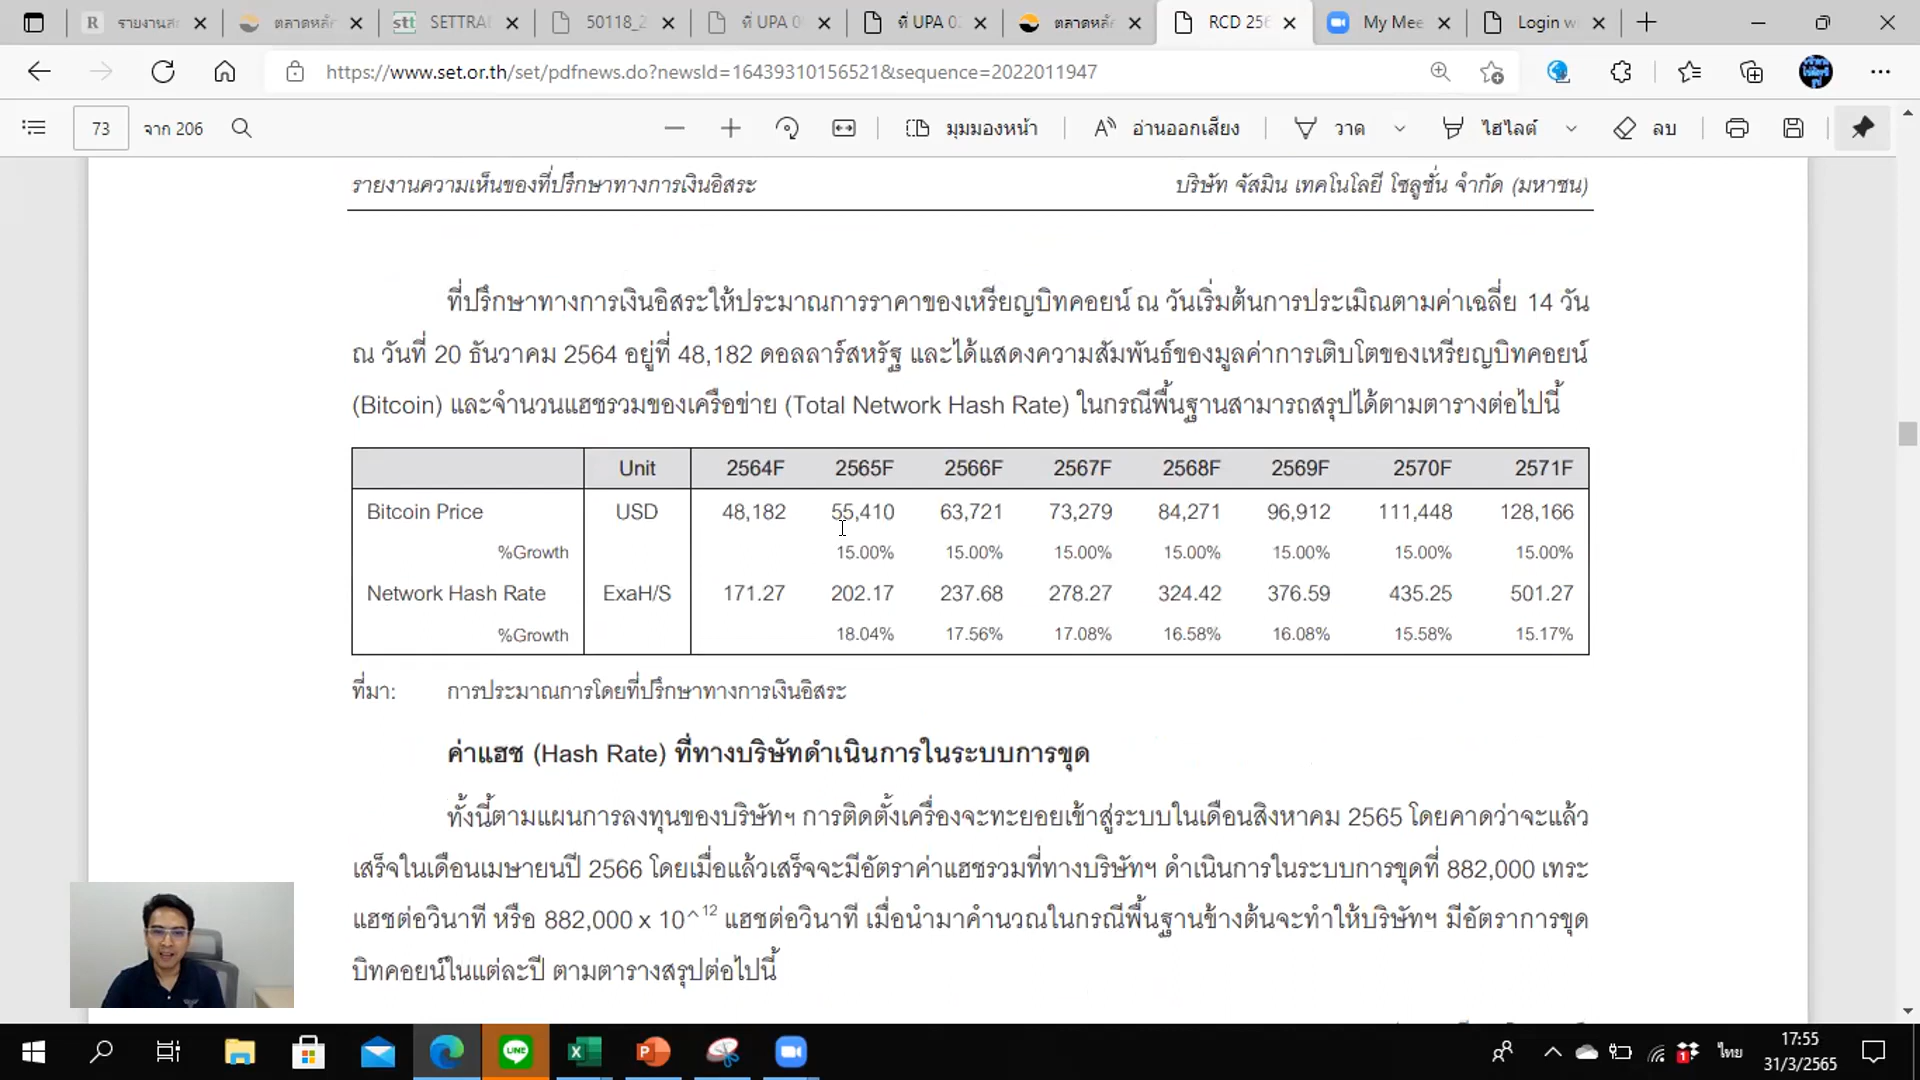 รายงานส
ตลาดหลัก
stt SETTRA
50118_2
ที่ UPA 0
ที่ UPA 02
ตลาดหลัก
RCD 256
My Mee
Login w
https://www.set.or.th/set/pdfnews.do?newsId=16439310156521&sequence=2022011947
73 จาก 206 มุมมองหน้า อ่านออกเสียง วาด ไฮไลต์ ลบ
รายงานความเห็นของที่ปรึกษาทางการเงินอิสระ บริษัท จัสมิน เทคโนโลยี โซลูชั่น จำกัด (มหาชน)
ที่ปรึกษาทางการเงินอิสระให้ประมาณการราคาของเหรียญบิทคอยน์ ณ วันเริ่มต้นการประเมิณตามค่าเฉลี่ย 14 วัน
ณ วันที่ 20 ธันวาคม 2564 อยู่ที่ 48,182 ดอลลาร์สหรัฐ และได้แสดงความสัมพันธ์ของมูลค่าการเติบโตของเหรียญบิทคอยน์
(Bitcoin) และจำนวนแฮชรวมของเครือข่าย (Total Network Hash Rate) ในกรณีพื้นฐานสามารถสรุปได้ตามตารางต่อไปนี้
Unit 2564F 2565F 2566F 2567F 2568F 2569F 2570F 2571F
Bitcoin Price USD 48,182 55,410 63,721 73,279 84,271 96,912 111,448 128,166
%Growth 15.00% 15.00% 15.00% 15.00% 15.00% 15.00% 15.00%
Network Hash Rate ExaH/S 171.27 202.17 237.68 278.27 324.42 376.59 435.25 501.27
%Growth 18.04% 17.56% 17.08% 16.58% 16.08% 15.58% 15.17%
ที่มา: การประมาณการโดยที่ปรึกษาทางการเงินอิสระ
ค่าแฮช (Hash Rate) ที่ทางบริษัทดำเนินการในระบบการขุด
ทั้งนี้ตามแผนการลงทุนของบริษัทฯ การติดตั้งเครื่องจะทะยอยเข้าสู่ระบบในเดือนสิงหาคม 2565 โดยคาดว่าจะแล้ว
เสร็จในเดือนเมษายนปี 2566 โดยเมื่อแล้วเสร็จจะมีอัตราค่าแฮชรวมที่ทางบริษัทฯ ดำเนินการในระบบการขุดที่ 882,000 เทระ
แฮชต่อวินาที หรือ 882,000 x 10^12 แฮชต่อวินาที เมื่อนำมาคำนวณในกรณีพื้นฐานข้างต้นจะทำให้บริษัทฯ มีอัตราการขุด
บิทคอยน์ในแต่ละปี ตามตารางสรุปต่อไปนี้
LINE
ไทย
17:55
31/3/2565